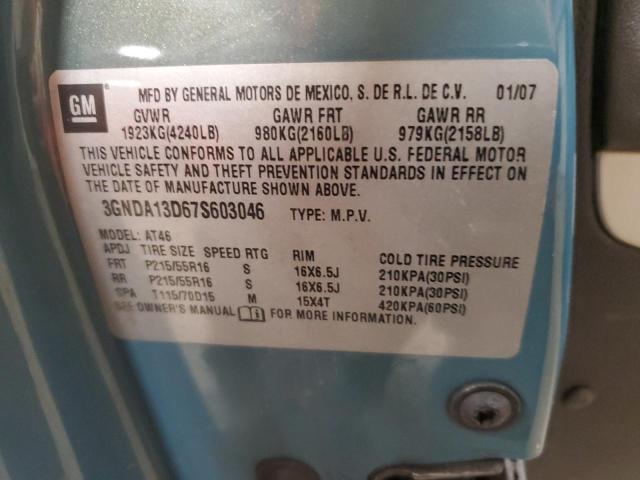 GM MFD BY GENERAL MOTORS DE MEXICO, S. DE R.L. DE C.V. 01/07
GVWR GAWR FRT GAWR RR
1923KG(4240LB) 980KG(2160LB) 979KG(2158LB)
THIS VEHICLE CONFORMS TO ALL APPLICABLE U.S. FEDERAL MOTOR
VEHICLE SAFETY AND THEFT PREVENTION STANDARDS IN EFFECT ON
THE DATE OF MANUFACTURE SHOWN ABOVE.
3GNDA13D67S603046 TYPE: M.P.V.
MODEL: AT46
APDJ TIRE SIZE SPEED RTG RIM COLD TIRE PRESSURE
FRT P215/55R16 S 16X6.5J 210KPA(30PSI)
RR P215/55R16 S 16X6.5J 210KPA(30PSI)
SPA T115/70D15 M 15X4T 420KPA(60PSI)
SEE OWNER'S MANUAL FOR MORE INFORMATION.